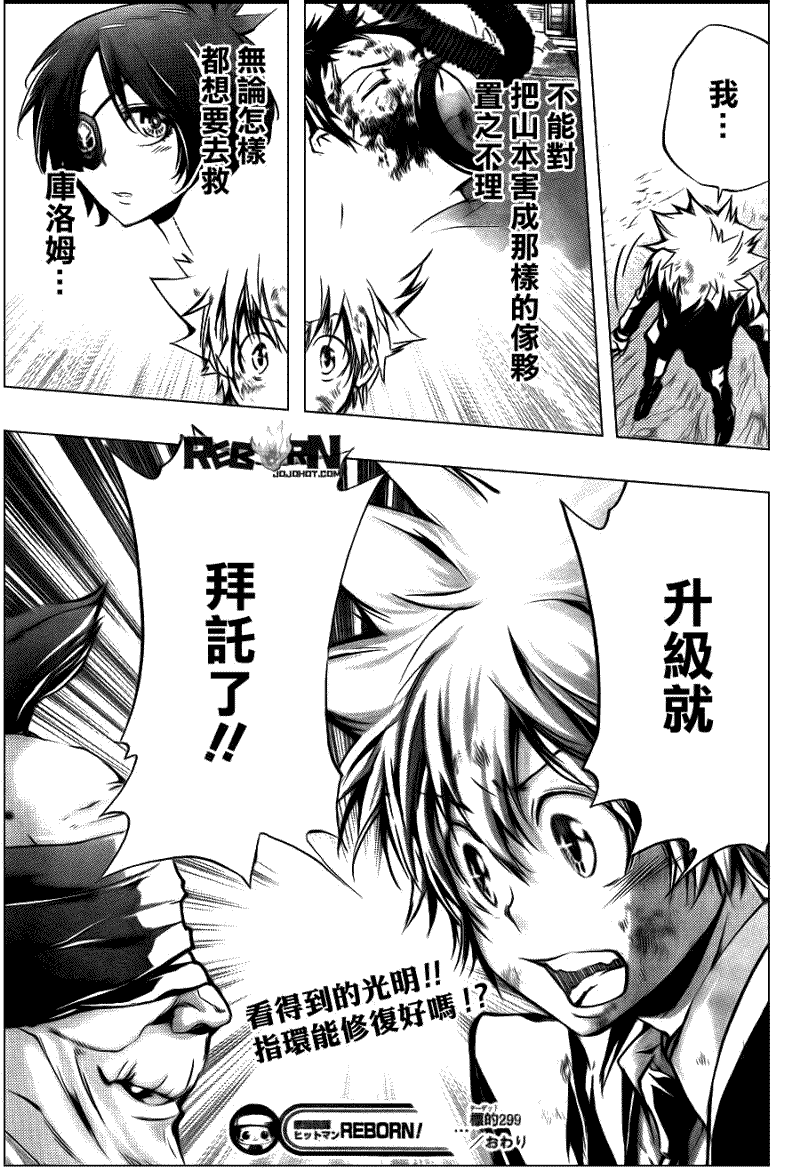 我…
不能對
把山本害成那樣的傢夥
置之不理
無論怎樣
都想要去救
庫洛姆…
REBORN
JOJOHOT.COM
升級就
拜託了!!
看得到的光明!!
指環能修復好嗎!?
ヒットマンREBORN!
標的299
…／おわり